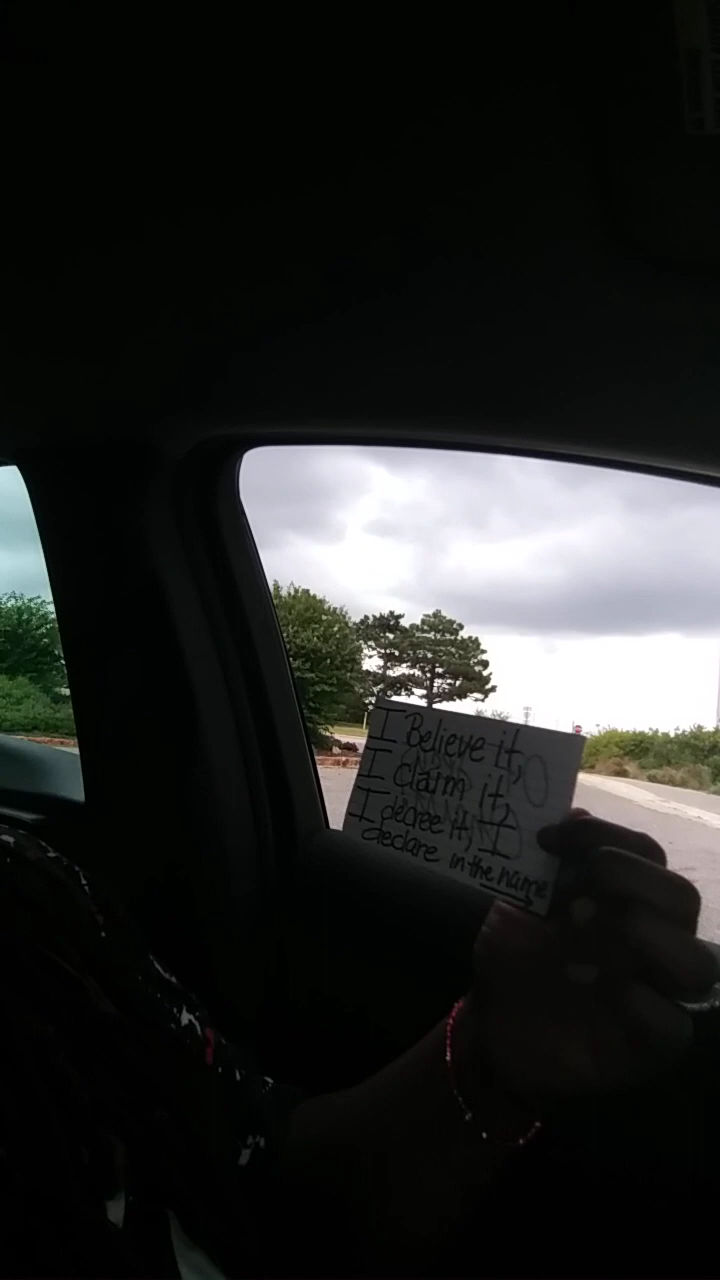 I Believe it,
I claim it,
I decree it, I
declare in the name